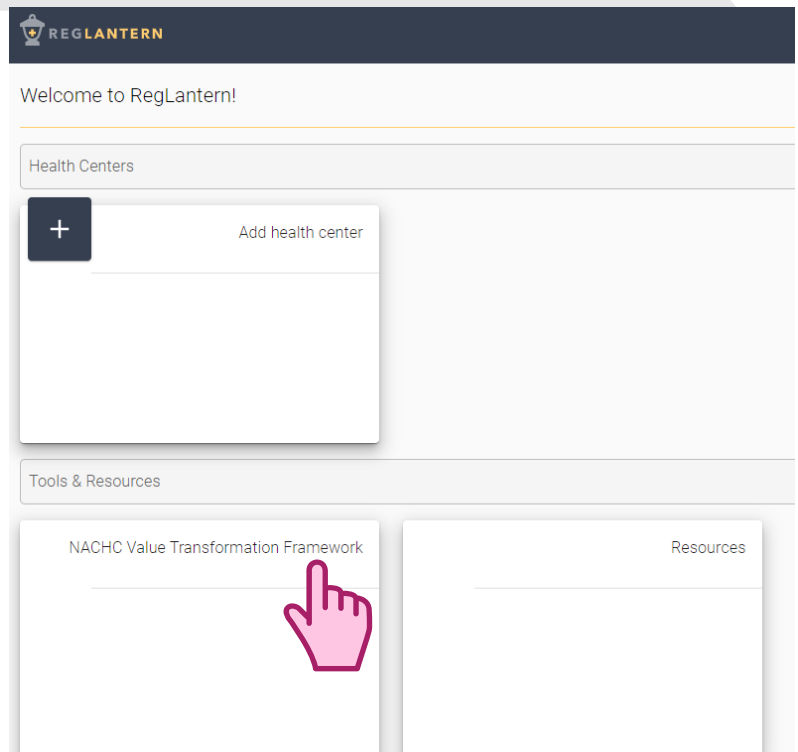 REGLANTERN
Welcome to RegLantern!
Health Centers
+
Add health center
Tools & Resources
NACHC Value Transformation Framework
Resources